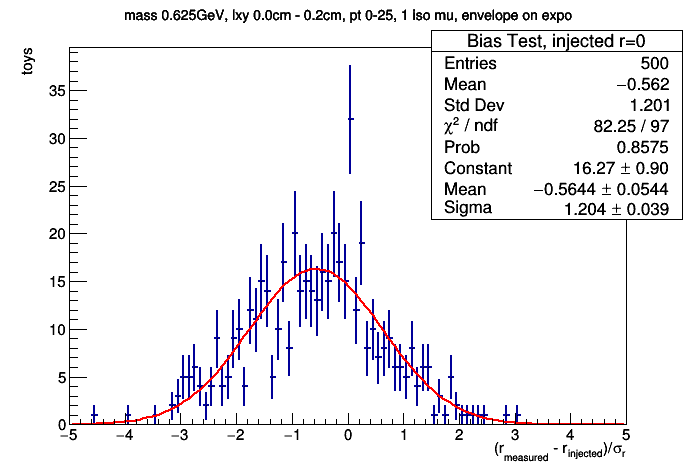 mass 0.625GeV, lxy 0.0cm - 0.2cm, pt 0-25, 1 Iso mu, envelope on expo
Bias Test, injected r=0
Entries 500
Mean −0.562
Std Dev 1.201
χ² / ndf 82.25 / 97
Prob 0.8575
Constant 16.27 ± 0.90
Mean −0.5644 ± 0.0544
Sigma 1.204 ± 0.039
toys
35
30
25
20
15
10
5
0
−5 −4 −3 −2 −1 0 1 2 3 4 5
(r_measured - r_injected)/σ_r